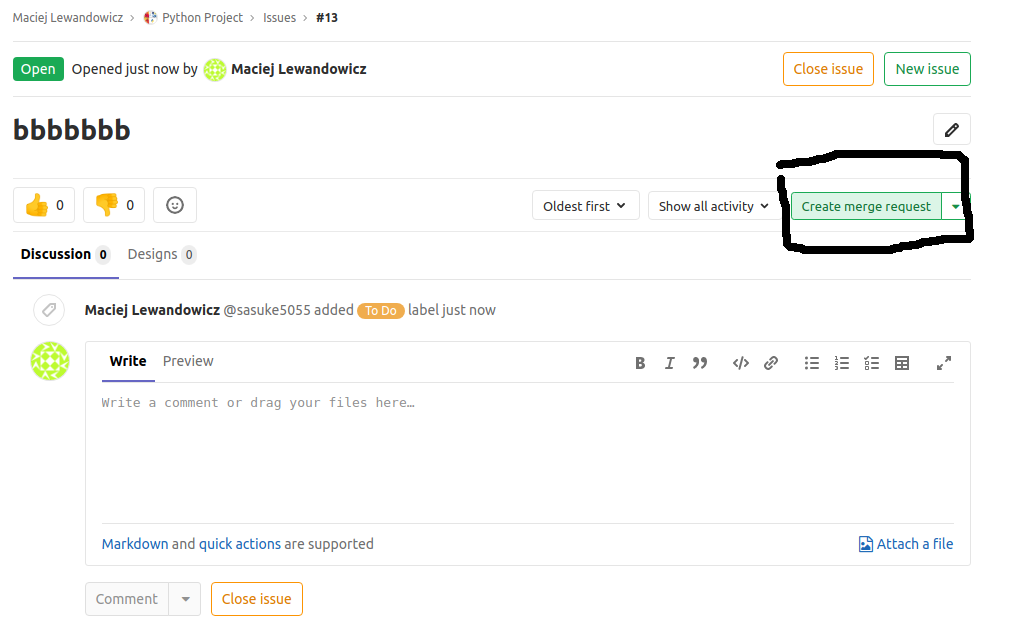 Maciej Lewandowicz › Python Project › Issues › #13
Open Opened just now by Maciej Lewandowicz Close issue New issue
bbbbbbb
0 0 Oldest first Show all activity Create merge request
Discussion 0 Designs 0
Maciej Lewandowicz @sasuke5055 added To Do label just now
Write Preview
Write a comment or drag your files here…
Markdown and quick actions are supported Attach a file
Comment Close issue